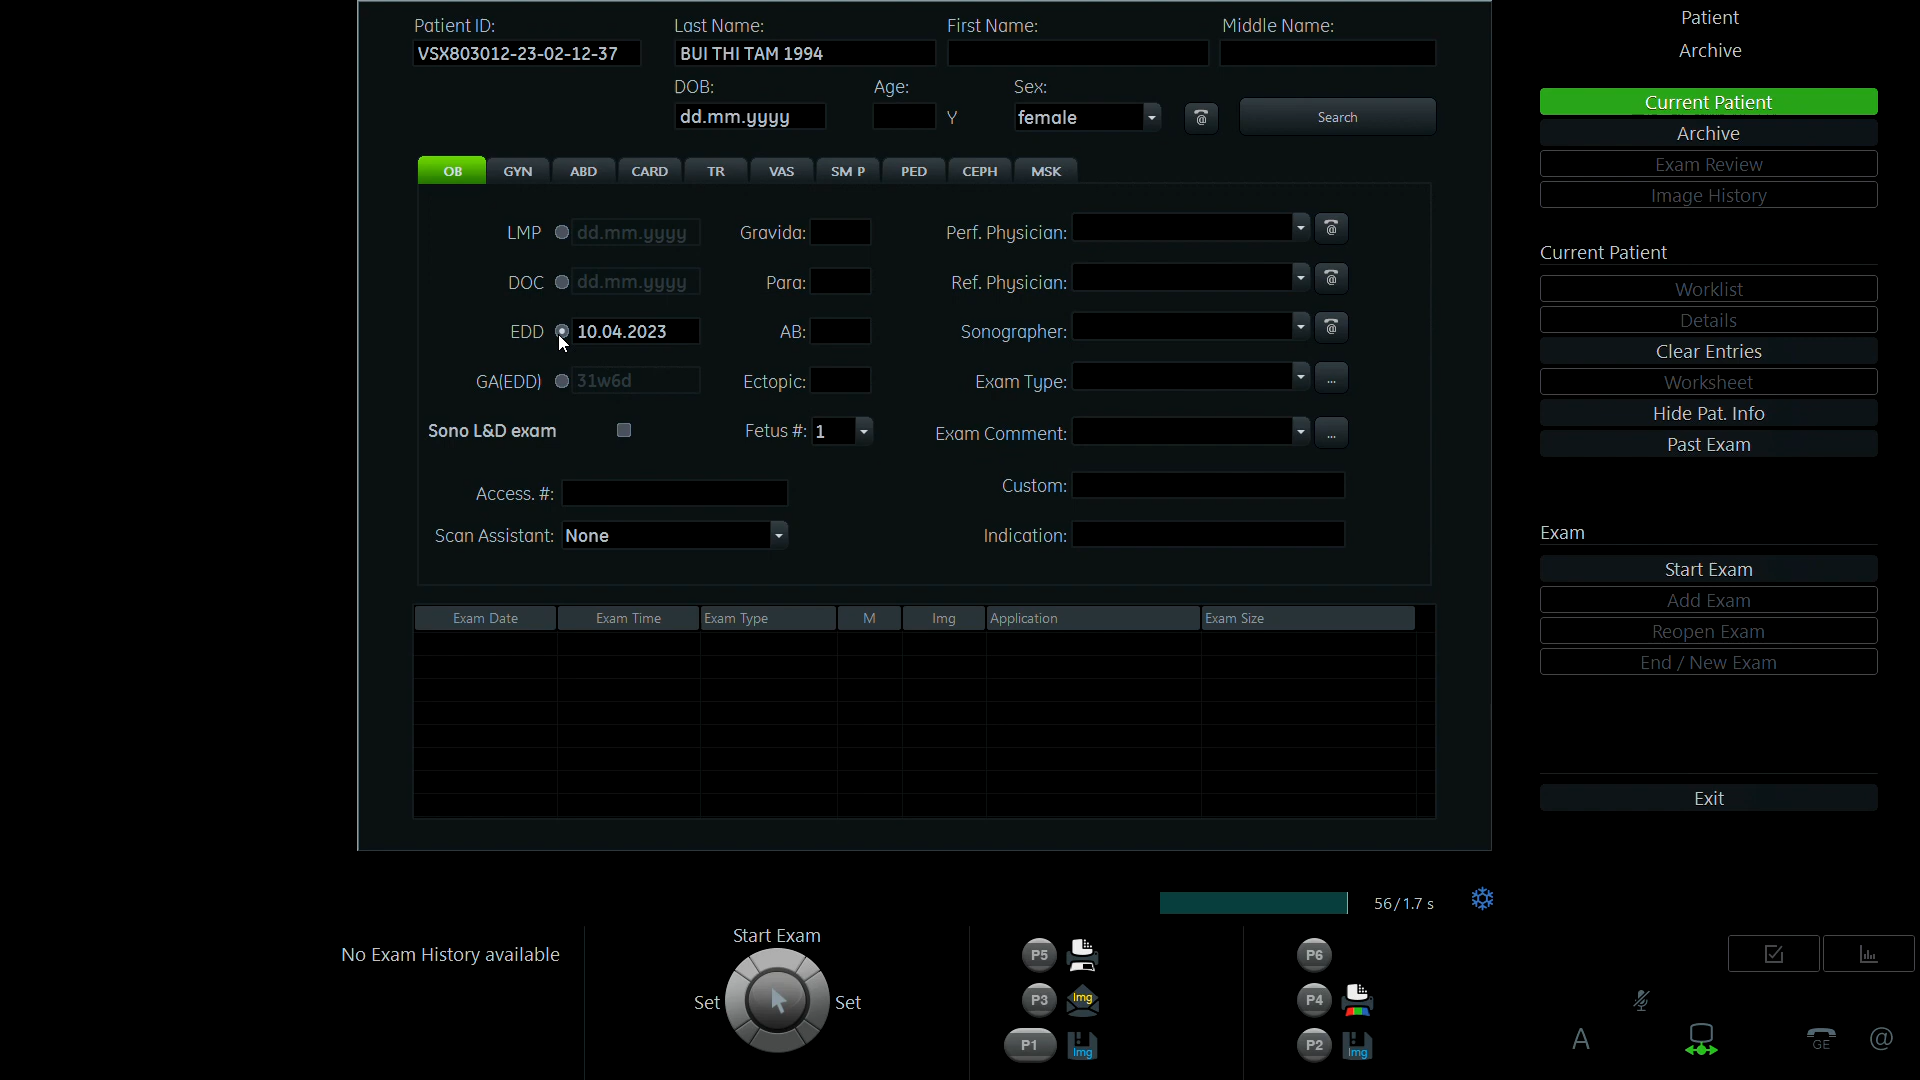 Patient ID: Last Name: First Name: Middle Name:
VSX803012-23-02-12-37 BUI THI TAM 1994
DOB: Age: Sex:
dd.mm.yyyy Y female @ Search
OB GYN ABD CARD TR VAS SM P PED CEPH MSK
LMP dd.mm.yyyy Gravida: Perf. Physician: @
DOC dd.mm.yyyy Para: Ref. Physician: @
EDD 10.04.2023 AB: Sonographer: @
GA(EDD) 31w6d Ectopic: Exam Type: ...
Sono L&D exam Fetus #: 1 Exam Comment: ...
Access. #: Custom:
Scan Assistant: None Indication:
Exam Date Exam Time Exam Type M Img Application Exam Size
Patient
Archive
Current Patient
Archive
Exam Review
Image History
Current Patient
Worklist
Details
Clear Entries
Worksheet
Hide Pat. Info
Past Exam
Exam
Start Exam
Add Exam
Reopen Exam
End / New Exam
Exit
56/1.7 s
No Exam History available
Start Exam
Set Set
P5 P6
P3 Img P4
P1 Img P2 Img
A GE @